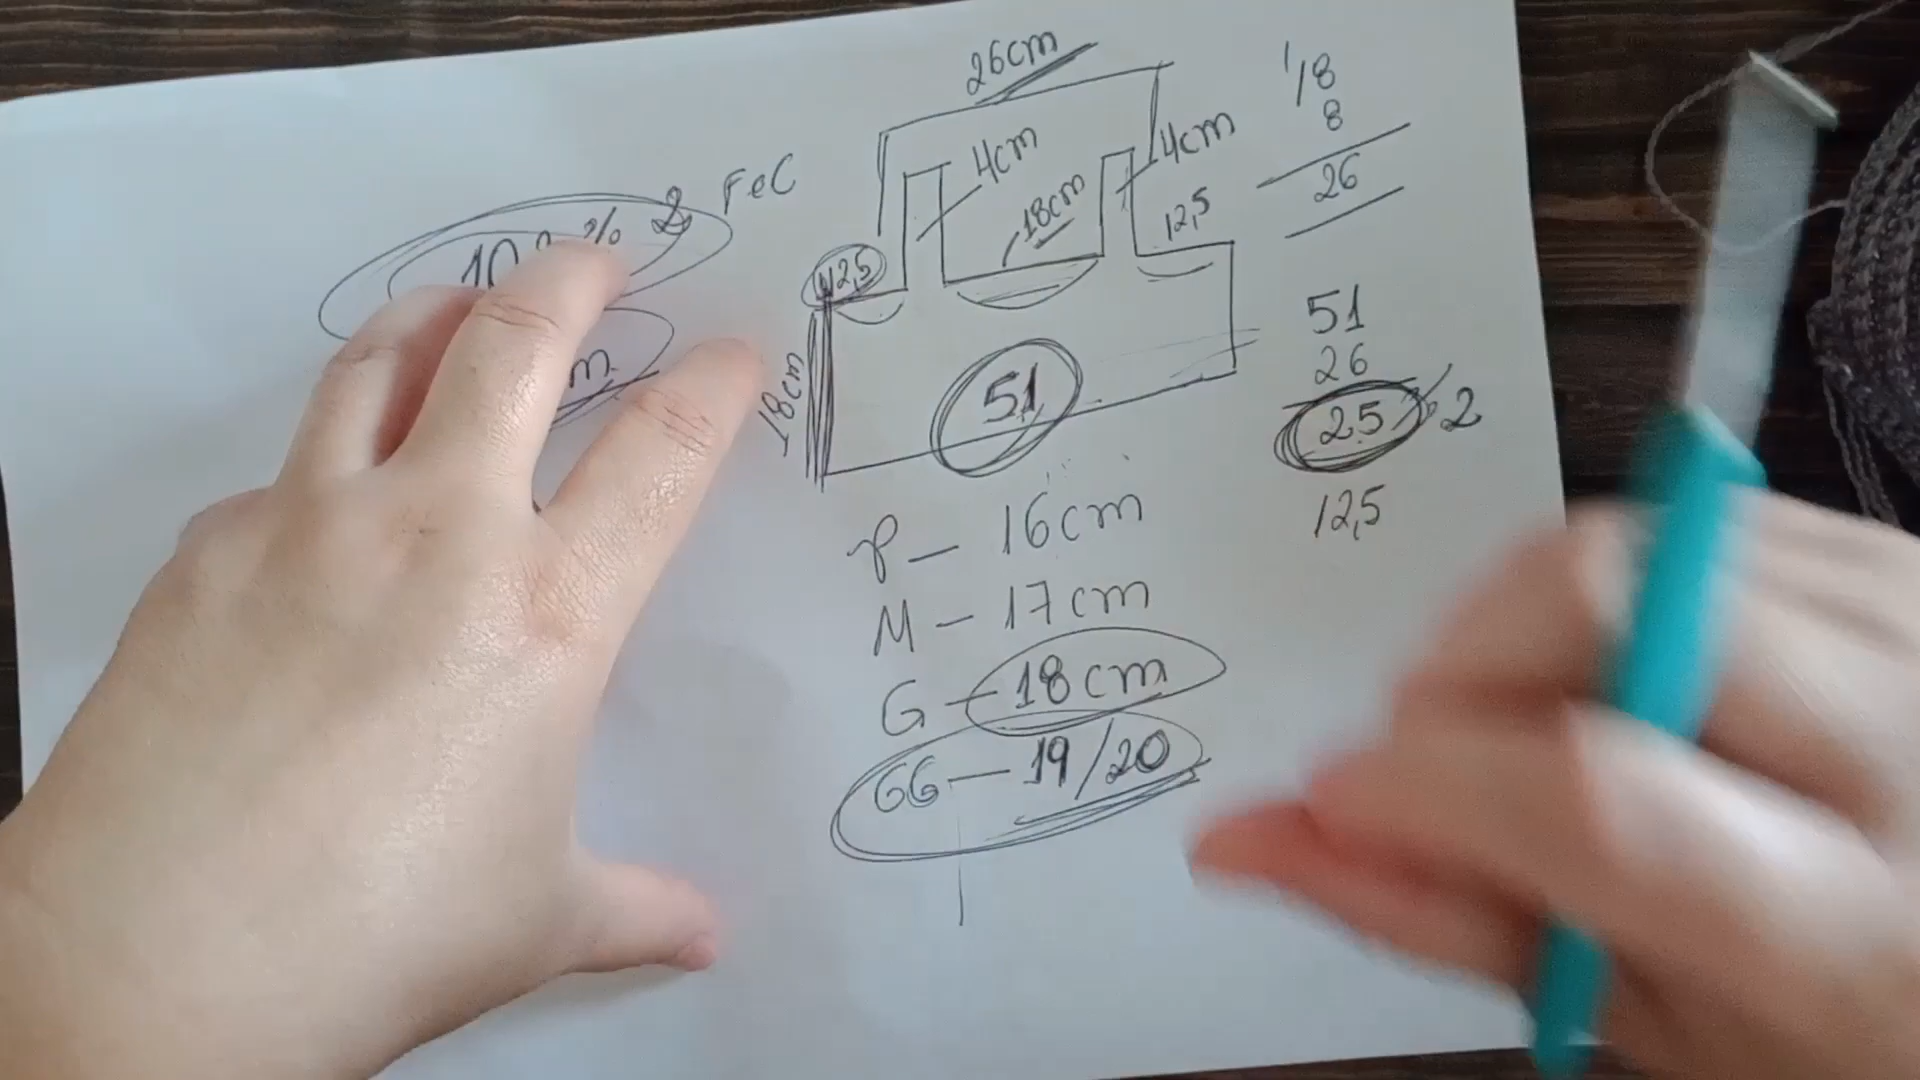 26cm
4cm
4cm
18cm
12,5
12,5
18cm
51
FeC
P – 16cm
M – 17cm
G – 18cm
GG – 19/20
1
18
8
26
51
26
25 2
12,5